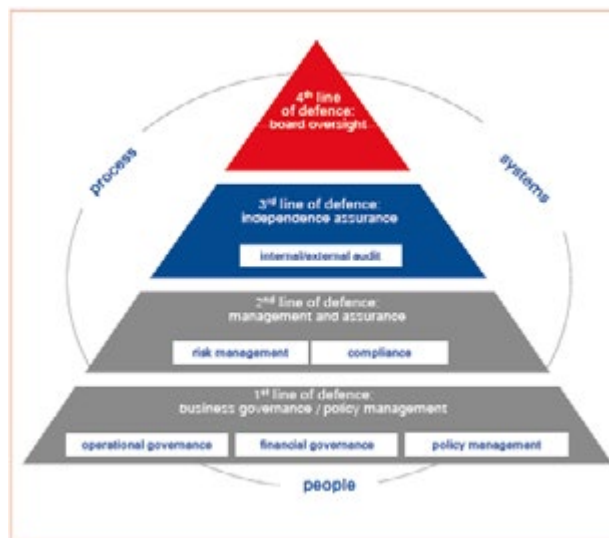 4th line
of defence:
board oversight
process
systems
3rd line of defence:
independence assurance
internal/external audit
2nd line of defence:
management and assurance
risk management
compliance
1st line of defence:
business governance / policy management
operational governance
financial governance
policy management
people